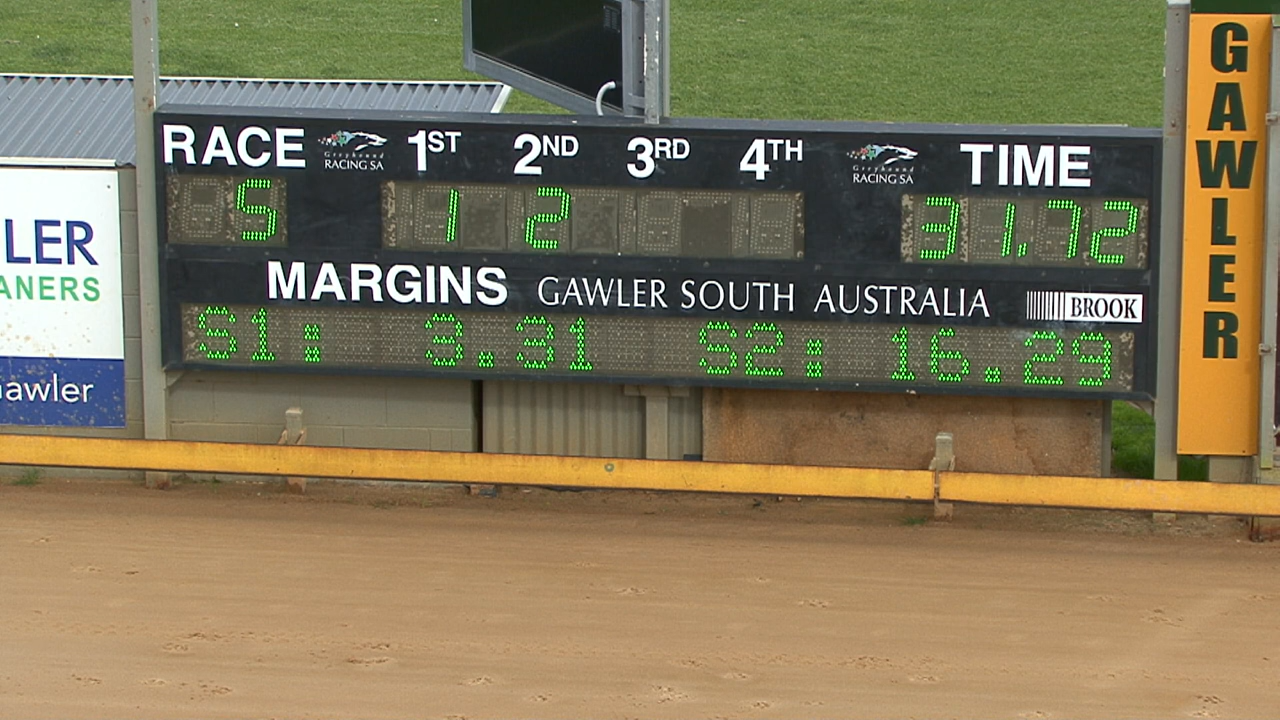 RACE 1ST 2ND 3RD 4TH TIME
Greyhound RACING SA
Greyhound RACING SA
5 1 2 31.72
MARGINS GAWLER SOUTH AUSTRALIA BROOK
S1: 3.31 S2: 16.29
LER
ANERS
awler
GAWLER